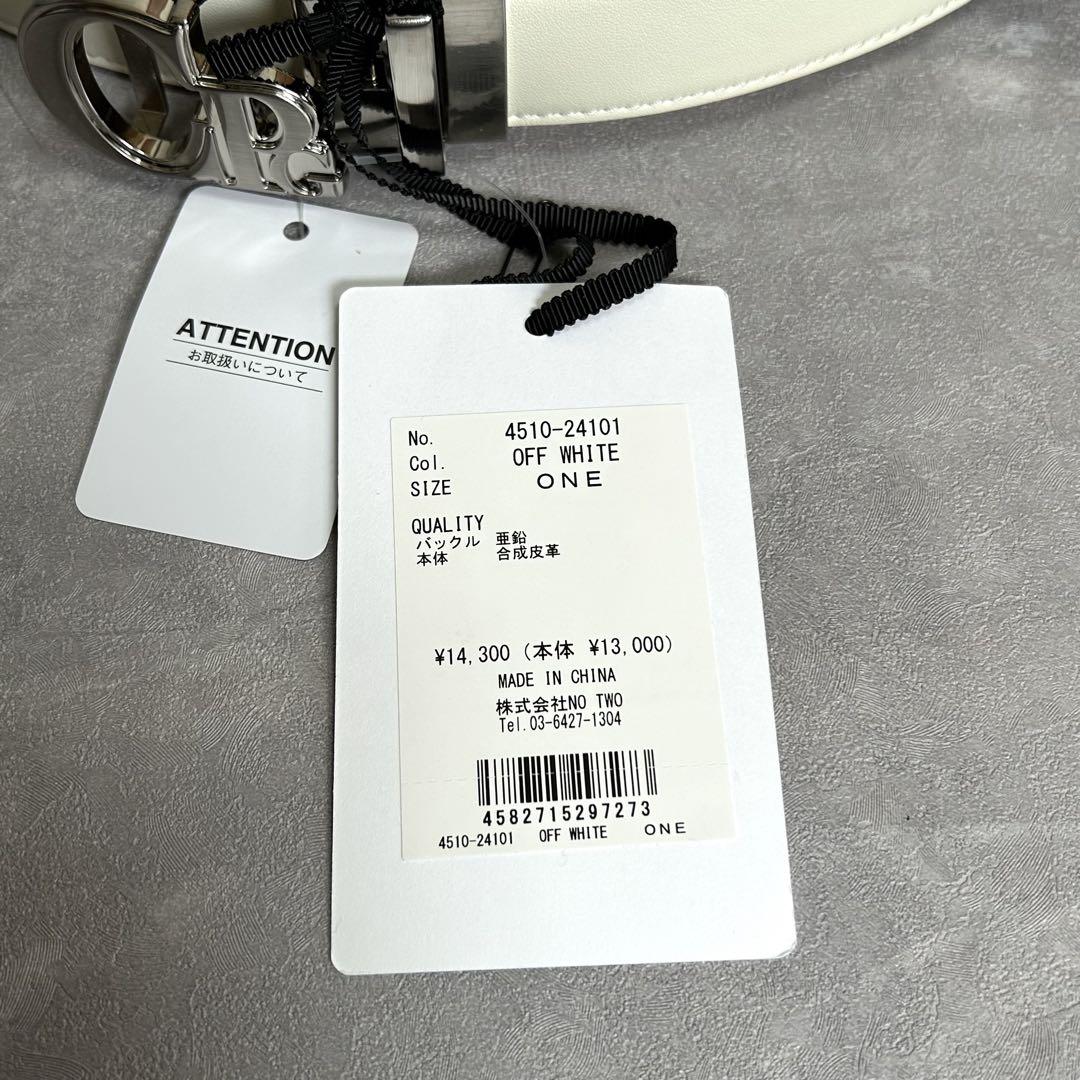 ATTENTION
お取扱いについて
No. 4510-24101
Col. OFF WHITE
SIZE ONE
QUALITY
バックル 亜鉛
本体 合成皮革
¥14,300 (本体 ¥13,000)
MADE IN CHINA
株式会社NO TWO
Tel.03-6427-1304
4582715297273
4510-24101 OFF WHITE ONE